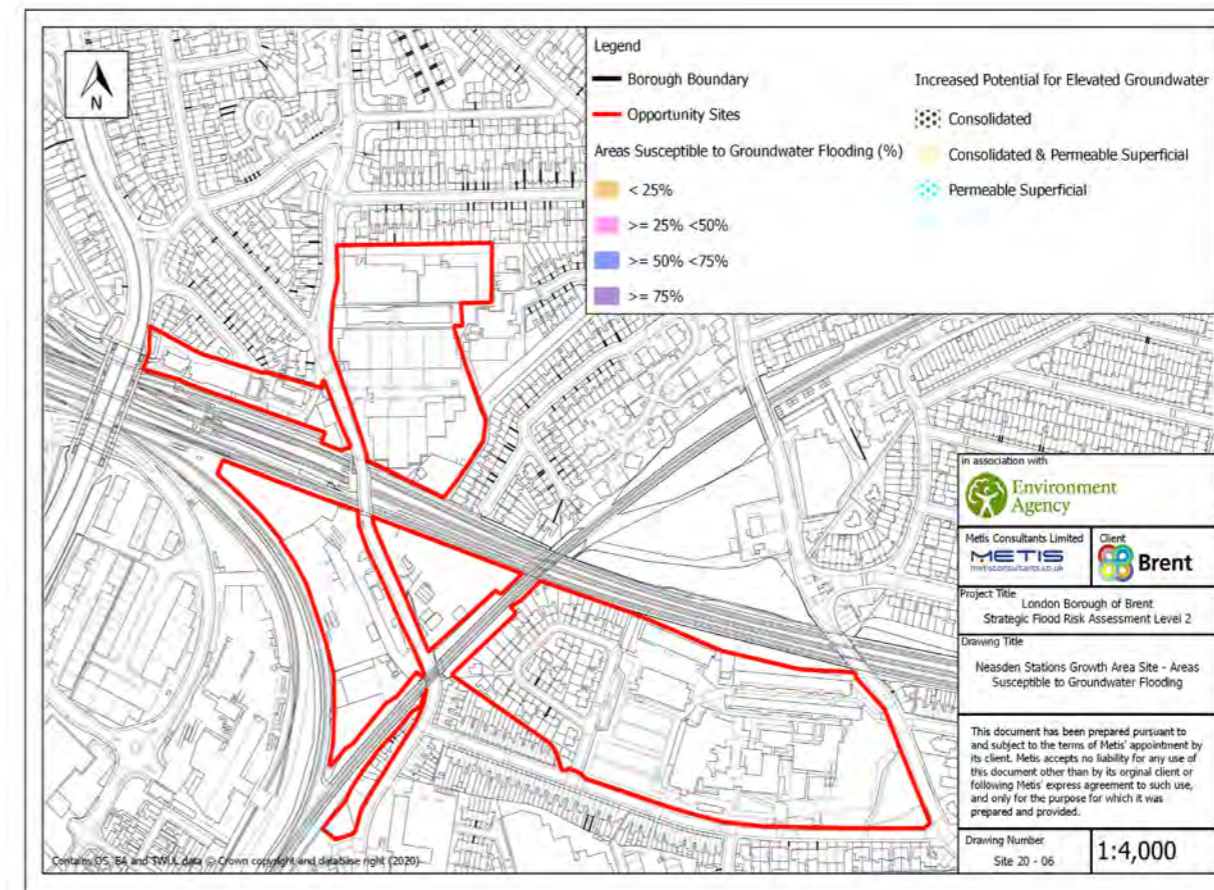 N
Legend
Borough Boundary
Opportunity Sites
Areas Susceptible to Groundwater Flooding (%)
< 25%
>= 25% <50%
>= 50% <75%
>= 75%
Increased Potential for Elevated Groundwater
Consolidated
Consolidated & Permeable Superficial
Permeable Superficial
in association with
Environment
Agency
Metis Consultants Limited
METIS
metisconsultants.co.uk
Client
Brent
Project Title
London Borough of Brent
Strategic Flood Risk Assessment Level 2
Drawing Title
Neasden Stations Growth Area Site - Areas
Susceptible to Groundwater Flooding
This document has been prepared pursuant to
and subject to the terms of Metis' appointment by
its client. Metis accepts no liability for any use of
this document other than by its orginal client or
following Metis' express agreement to such use,
and only for the purpose for which it was
prepared and provided.
Drawing Number
Site 20 - 06
1:4,000
Contains OS, EA and TWUL data © Crown copyright and database right (2020)